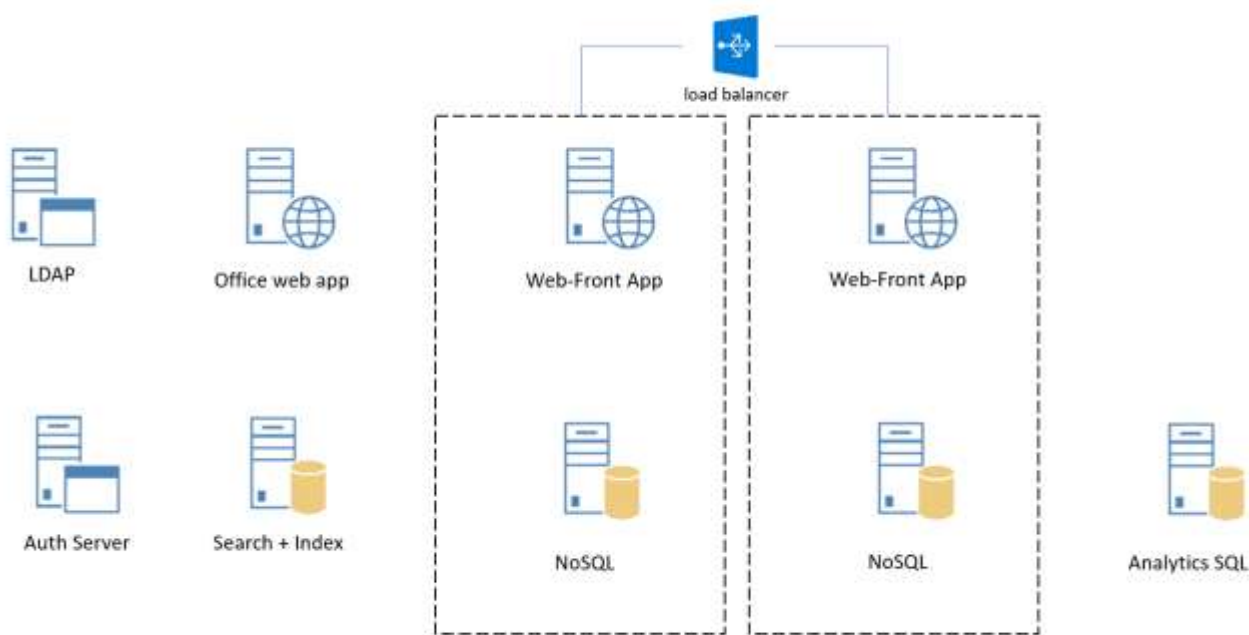 load balancer
LDAP
Office web app
Web-Front App
Web-Front App
Auth Server
Search + Index
NoSQL
NoSQL
Analytics SQL